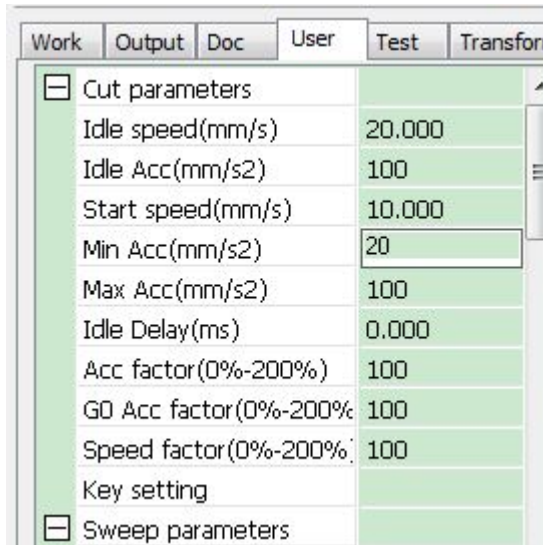 Work Output Doc User Test Transfor
Cut parameters
Idle speed(mm/s) 20.000
Idle Acc(mm/s2) 100
Start speed(mm/s) 10.000
Min Acc(mm/s2) 20
Max Acc(mm/s2) 100
Idle Delay(ms) 0.000
Acc factor(0%-200%) 100
G0 Acc factor(0%-200% 100
Speed factor(0%-200%) 100
Key setting
Sweep parameters